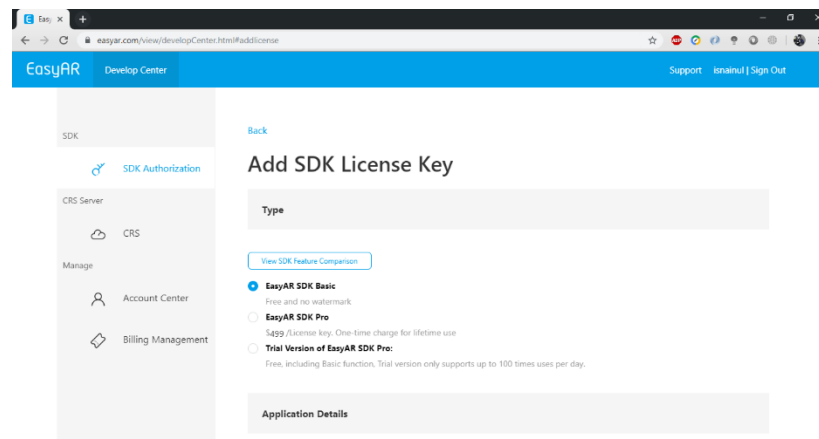 Easy
easyar.com/view/developCenter.html#addlicense
EasyAR
Develop Center
Support isnainul | Sign Out
SDK
SDK Authorization
CRS Server
CRS
Manage
Account Center
Billing Management
Back
Add SDK License Key
Type
View SDK Feature Comparison
EasyAR SDK Basic
Free and no watermark
EasyAR SDK Pro
$499 /License key. One-time charge for lifetime use
Trial Version of EasyAR SDK Pro:
Free, including Basic function, Trial version only supports up to 100 times uses per day.
Application Details